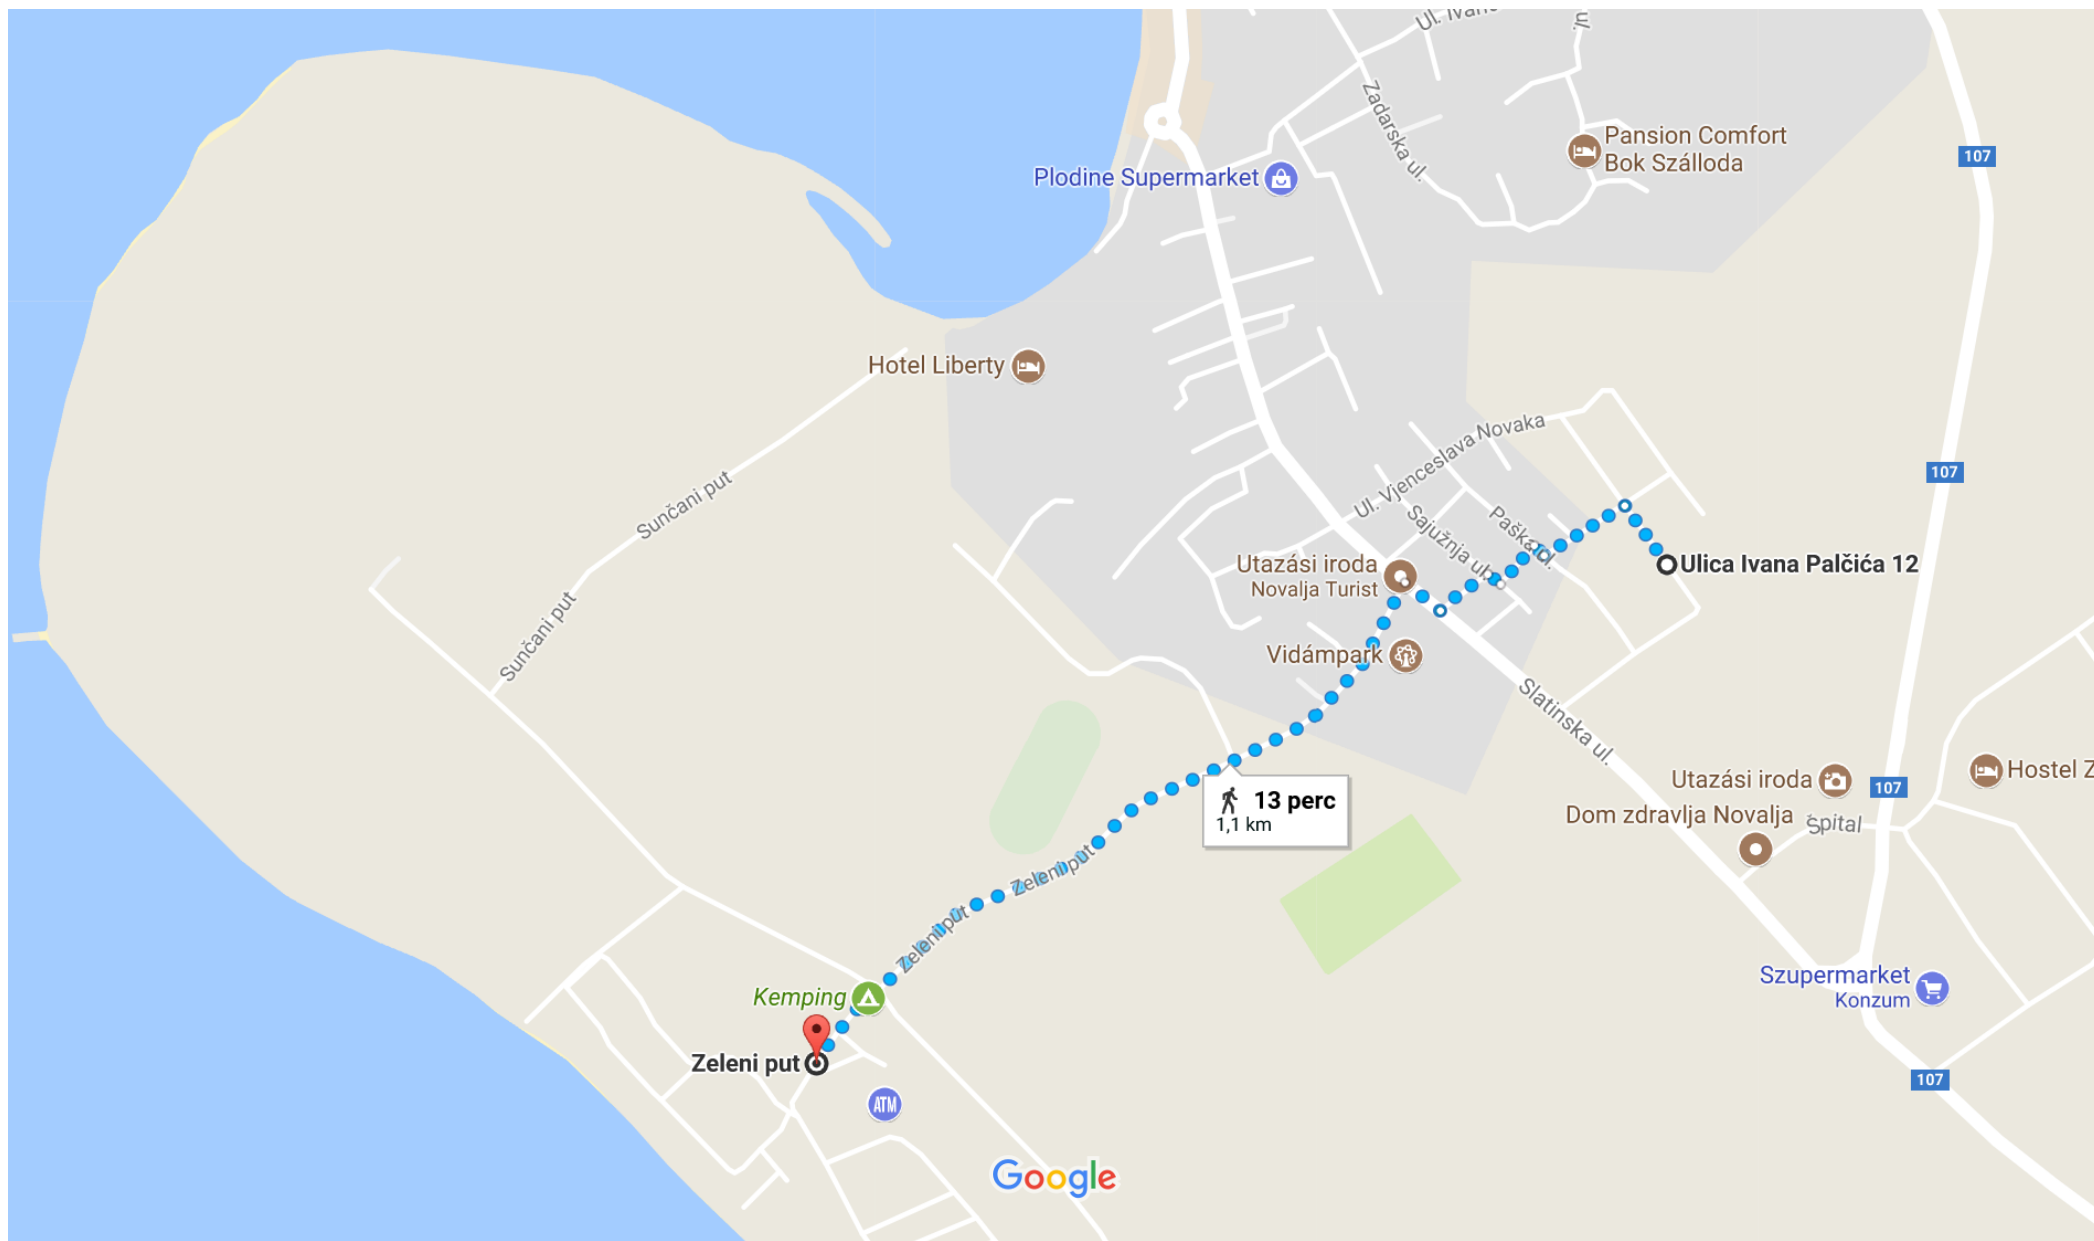 Ul. Ivano
ul.
Zadarska ul.
Pansion Comfort
Bok Szálloda
107
Plodine Supermarket
Hotel Liberty
Sunčani put
Ul. Vjenceslava Novaka
107
Sajužnja ul.
Paška ul.
Utazási iroda
Novalja Turist
Ulica Ivana Palčića 12
Sunčani put
Vidámpark
Slatinska ul.
13 perc
1,1 km
Utazási iroda
107
Hostel Z
Dom zdravlja Novalja
Špital
Zeleni put
Zeleni put
Kemping
Szupermarket
Konzum
Zeleni put
ATM
107
Google